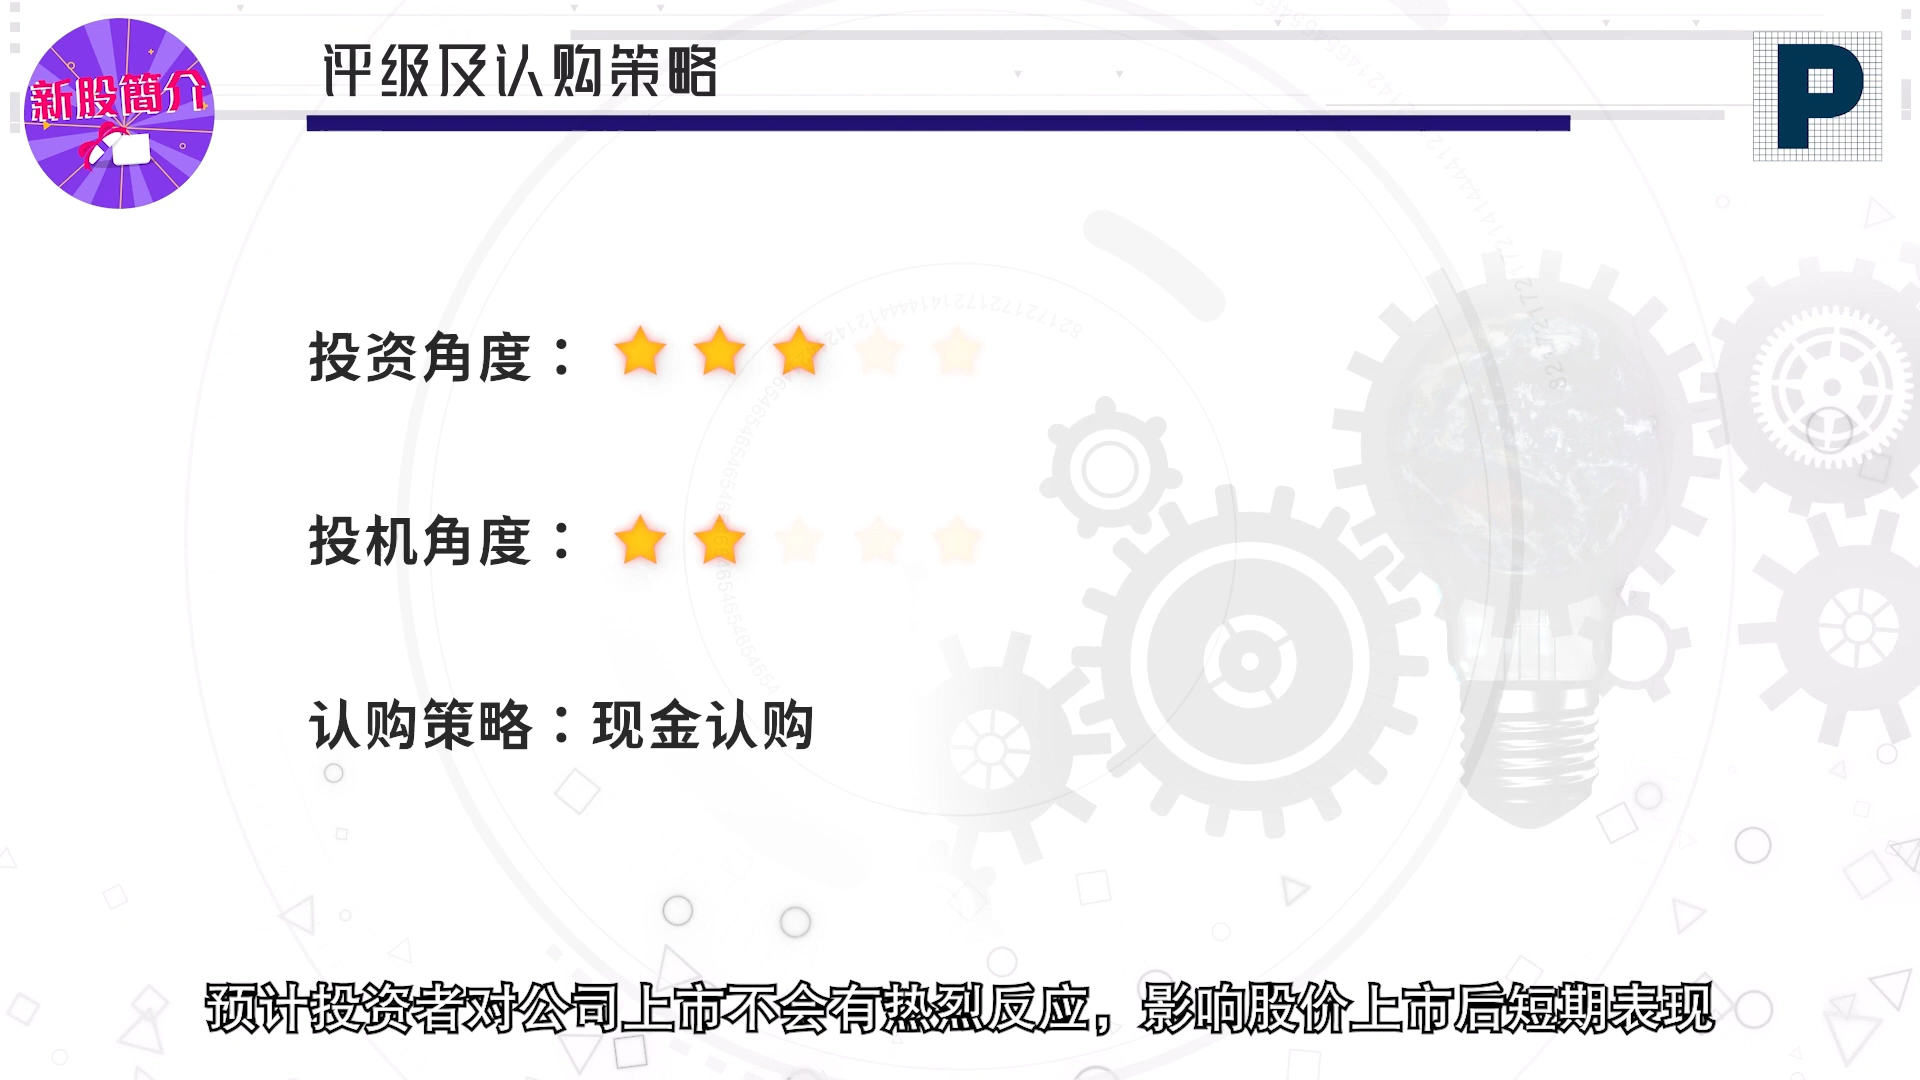 评级及认购策略
新股簡介
P
投资角度：
投机角度：
认购策略：现金认购
预计投资者对公司上市不会有热烈反应，影响股价上市后短期表现